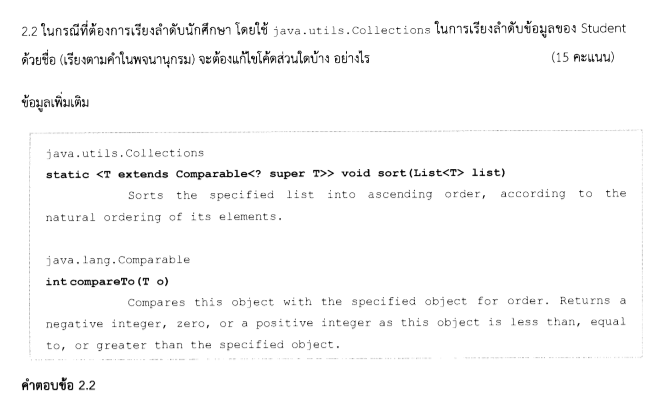 2.2 ในกรณีที่ต้องการเรียงลำดับนักศึกษา โดยใช้ java.utils.Collections ในการเรียงลำดับข้อมูลของ Student
ด้วยชื่อ (เรียงตามคำในพจนานุกรม) จะต้องแก้ไขโค้ดส่วนใดบ้าง อย่างไร (15 คะแนน)
ข้อมูลเพิ่มเติม
java.utils.Collections
static <T extends Comparable<? super T>> void sort(List<T> list)
Sorts the specified list into ascending order, according to the
natural ordering of its elements.
java.lang.Comparable
int compareTo(T o)
Compares this object with the specified object for order. Returns a
negative integer, zero, or a positive integer as this object is less than, equal
to, or greater than the specified object.
คำตอบข้อ 2.2